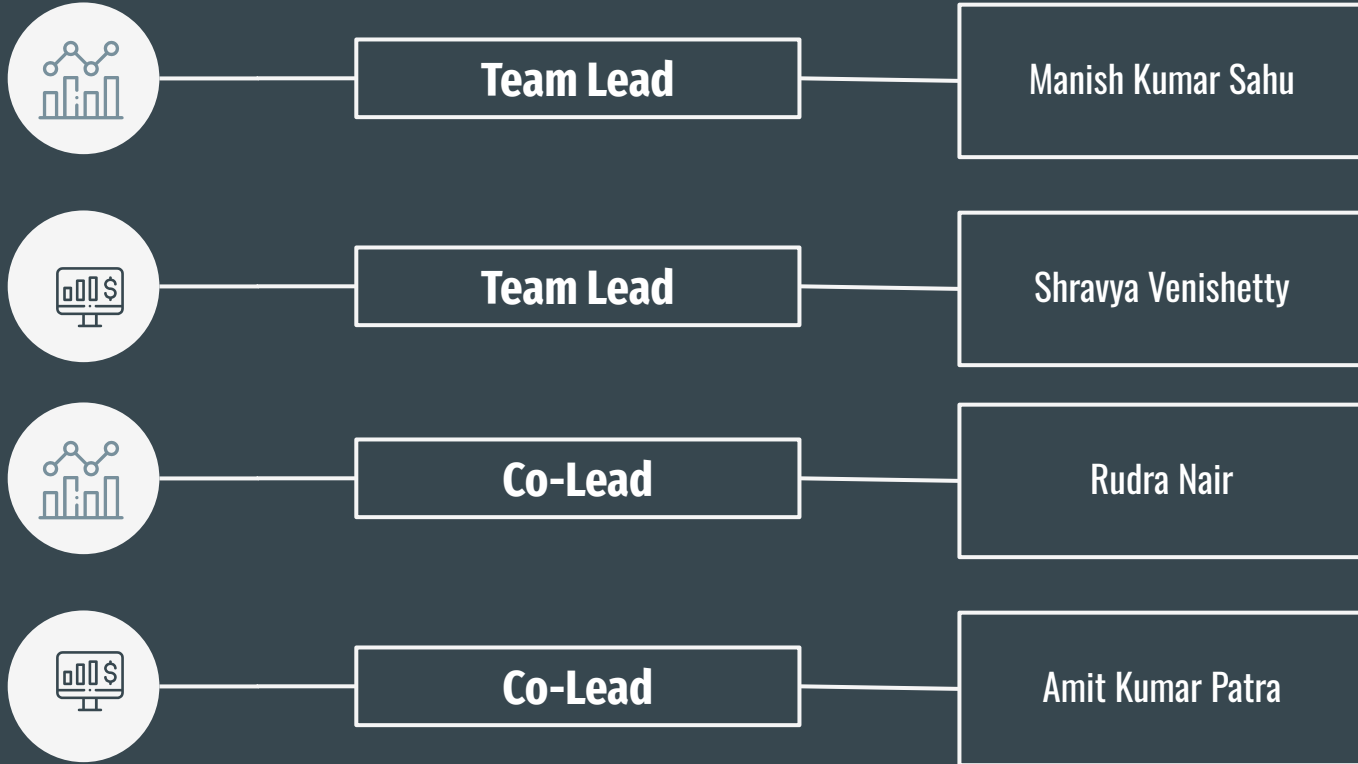 Team Lead
Manish Kumar Sahu
Team Lead
Shravya Venishetty
Co-Lead
Rudra Nair
Co-Lead
Amit Kumar Patra